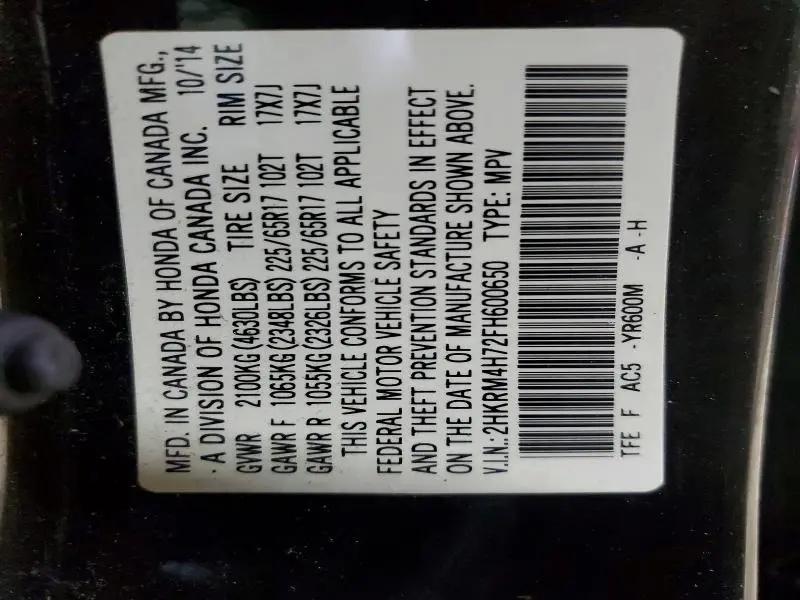 MFD. IN CANADA BY HONDA OF CANADA MFG.,
· A DIVISION OF HONDA CANADA INC. 10/'14
GVWR 2100KG (4630LBS) TIRE SIZE RIM SIZE
GAWR F 1065KG (2348LBS) 225/65R17 102T 17X7J
GAWR R 1055KG (2326LBS) 225/65R17 102T 17X7J
THIS VEHICLE CONFORMS TO ALL APPLICABLE
FEDERAL MOTOR VEHICLE SAFETY
AND THEFT PREVENTION STANDARDS IN EFFECT
ON THE DATE OF MANUFACTURE SHOWN ABOVE.
V.I.N.: 2HKRM4H72FH600650 TYPE: MPV
TFE F AC5 -YR600M -A -H